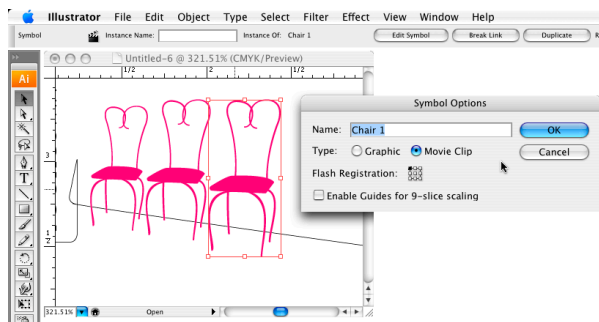 Illustrator File Edit Object Type Select Filter Effect View Window Help
Symbol Instance Name: Instance Of: Chair 1 Edit Symbol Break Link Duplicate R
Untitled-6 @ 321.51% (CMYK/Preview)
1/2 2 1/2
Ai
Symbol Options
Name: Chair 1 OK
Type: Graphic Movie Clip Cancel
Flash Registration:
Enable Guides for 9-slice scaling
3
T
1
2
321.51% Open